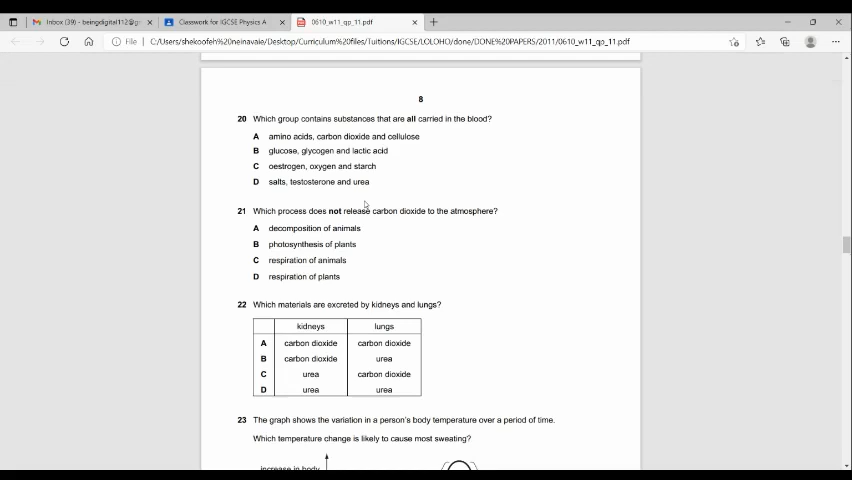 Inbox (39) - beingdigital112@g
Classwork for IGCSE Physics A
0610_w11_qp_11.pdf
File
C:/Users/shekoofeh%20neinavaie/Desktop/Curriculum%20files/Tuitions/IGCSE/LOLOHO/done/DONE%20PAPERS/2011/0610_w11_qp_11.pdf
8
20 Which group contains substances that are all carried in the blood?
A amino acids, carbon dioxide and cellulose
B glucose, glycogen and lactic acid
C oestrogen, oxygen and starch
D salts, testosterone and urea
21 Which process does not release carbon dioxide to the atmosphere?
A decomposition of animals
B photosynthesis of plants
C respiration of animals
D respiration of plants
22 Which materials are excreted by kidneys and lungs?
kidneys lungs
A carbon dioxide carbon dioxide
B carbon dioxide urea
C urea carbon dioxide
D urea urea
23 The graph shows the variation in a person's body temperature over a period of time.
Which temperature change is likely to cause most sweating?
increase in body